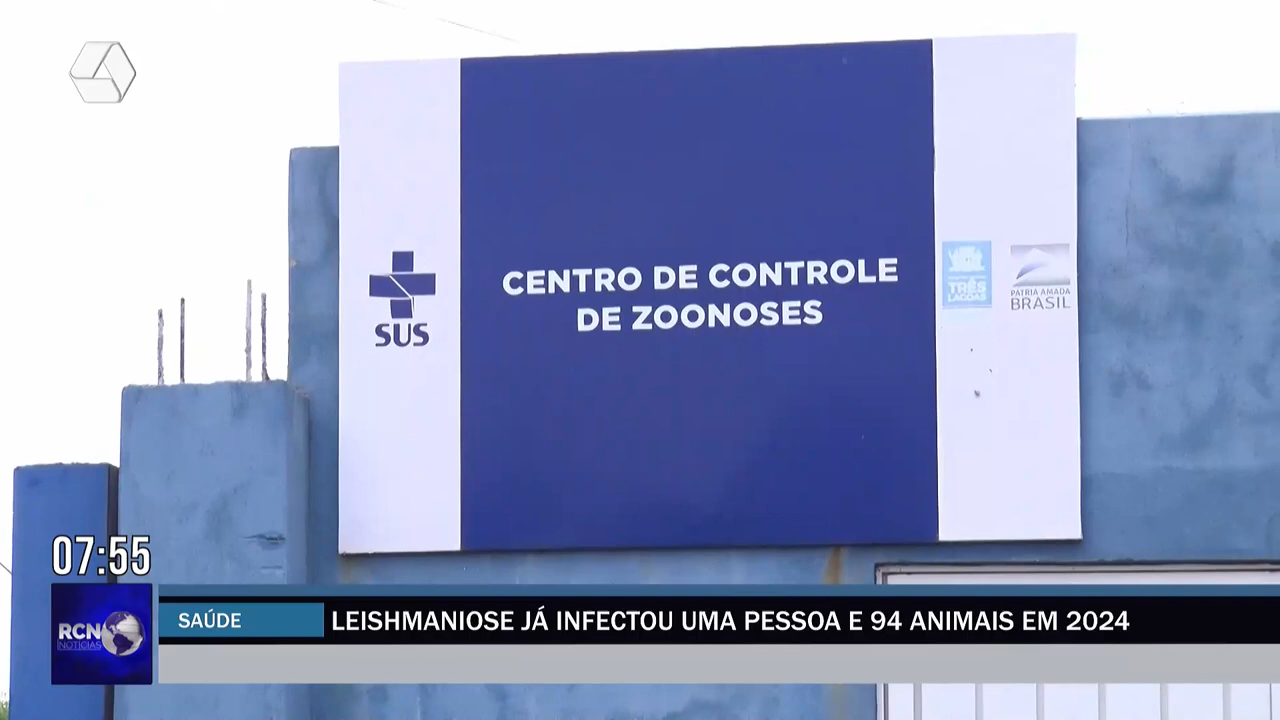 CENTRO DE CONTROLE
DE ZOONOSES
SUS
TRÊS
LAGOAS
PÁTRIA AMADA
BRASIL
07:55
RCN
NOTÍCIAS
SAÚDE
LEISHMANIOSE JÁ INFECTOU UMA PESSOA E 94 ANIMAIS EM 2024